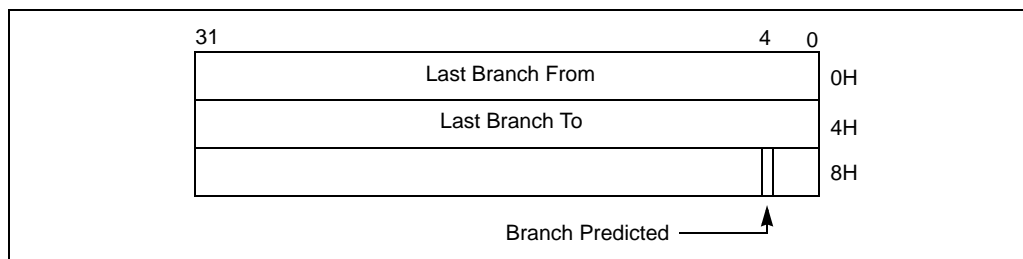 31 4 0
Last Branch From 0H
Last Branch To 4H
8H
Branch Predicted